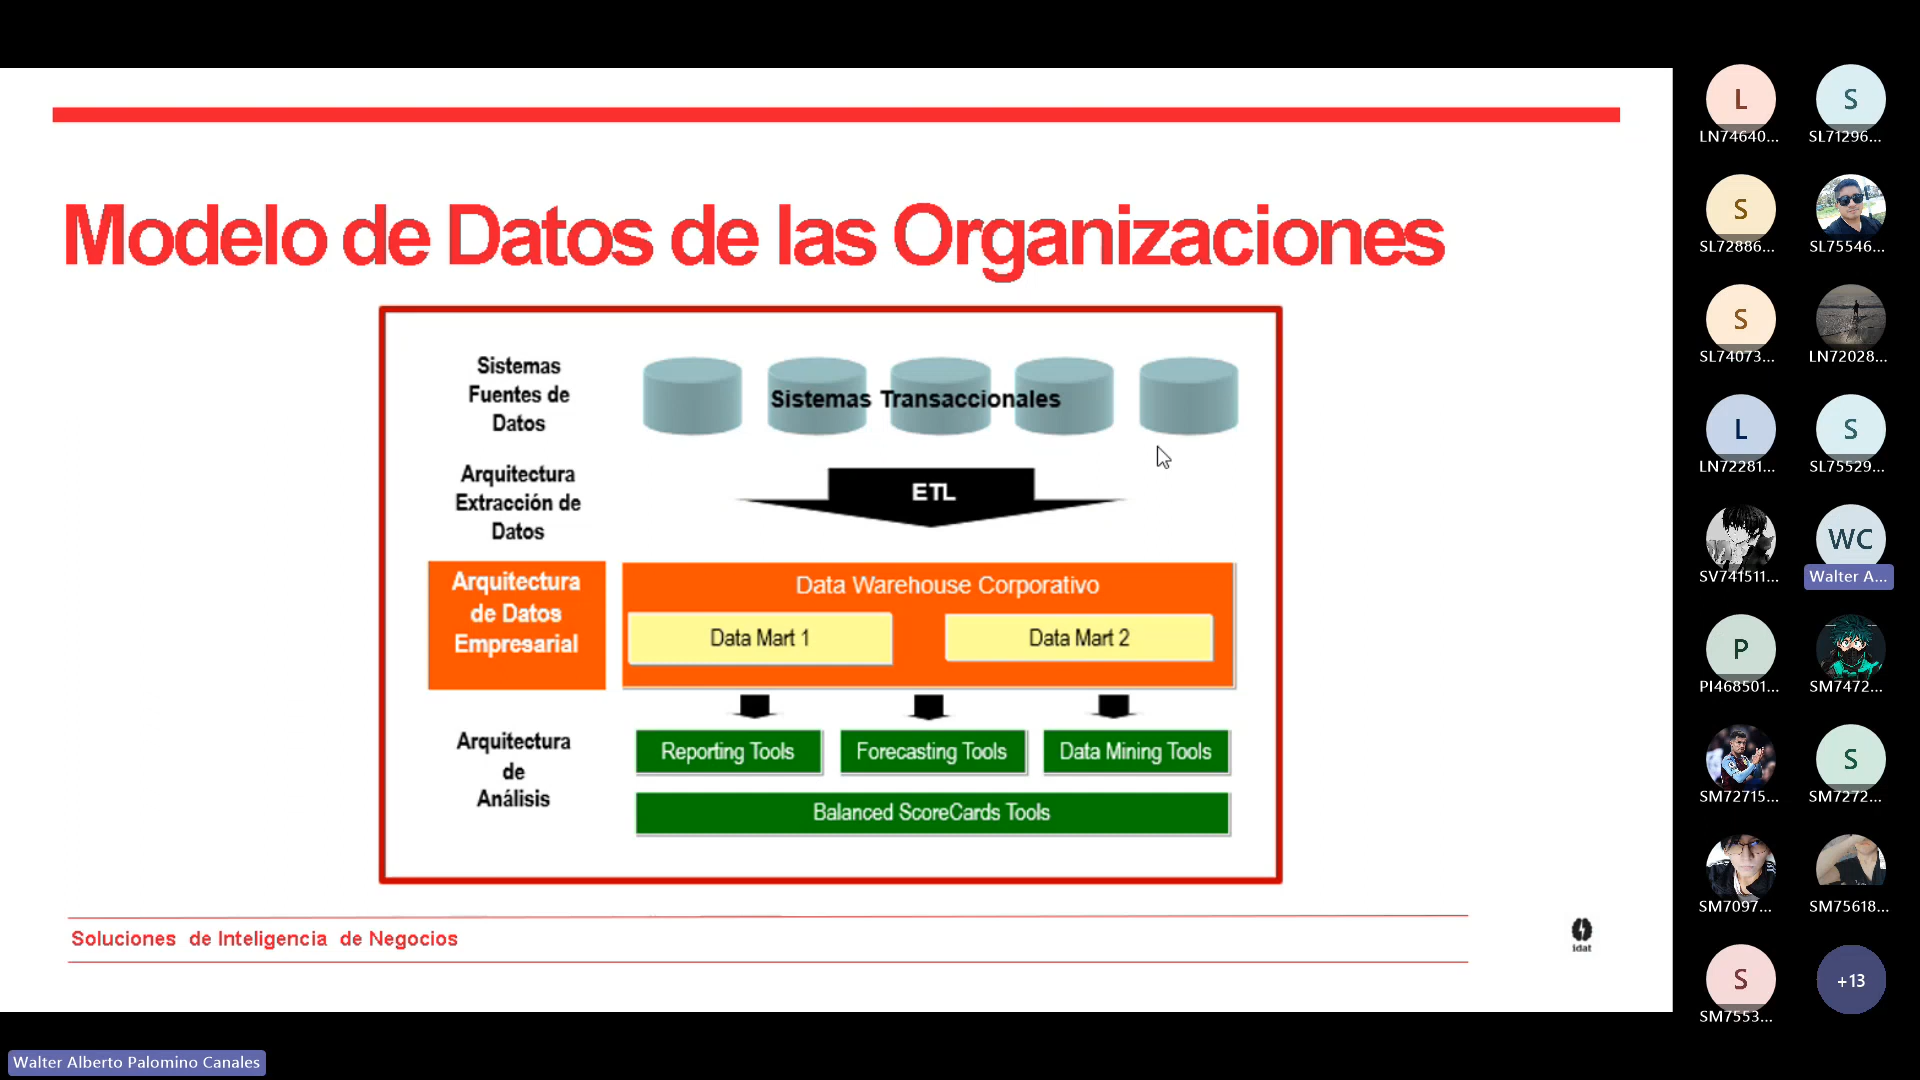 Modelo de Datos de las Organizaciones
Sistemas
Fuentes de
Datos
Sistemas Transaccionales
Arquitectura
Extracción de
Datos
ETL
Arquitectura
de Datos
Empresarial
Data Warehouse Corporativo
Data Mart 1
Data Mart 2
Arquitectura
de
Análisis
Reporting Tools
Forecasting Tools
Data Mining Tools
Balanced ScoreCards Tools
Soluciones de Inteligencia de Negocios
idat
Walter Alberto Palomino Canales
L
LN74640...
S
SL71296...
S
SL72886...
SL75546...
S
SL74073...
LN72028...
L
LN72281...
S
SL75529...
SV741511...
WC
Walter A...
P
PI468501...
SM7472...
SM72715...
S
SM7272...
SM7097...
SM75618...
S
SM7553...
+13